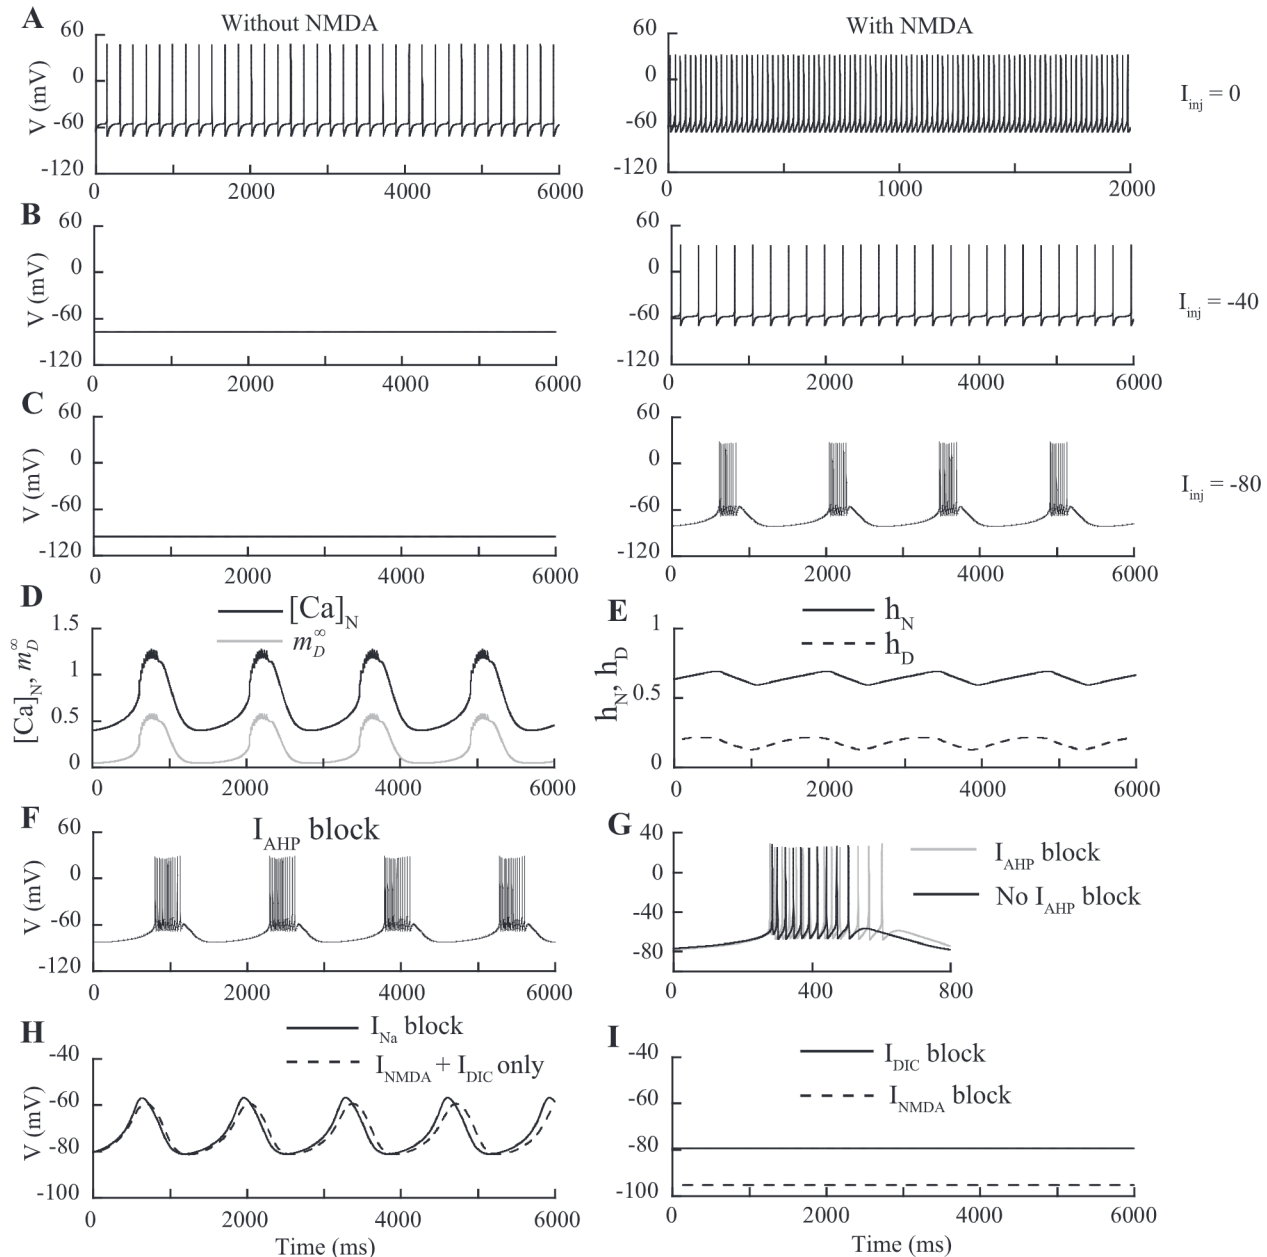 A
Without NMDA
With NMDA
60
0
-60
-120
V (mV)
0 2000 4000 6000
60
0
-60
-120
0 1000 2000
I_inj = 0
B
60
0
-60
-120
V (mV)
0 2000 4000 6000
60
0
-60
-120
0 2000 4000 6000
I_inj = -40
C
60
0
-60
-120
V (mV)
0 2000 4000 6000
60
0
-60
-120
0 2000 4000 6000
I_inj = -80
D
[Ca]_N
m_D^∞
1.5
1
0.5
0
[Ca]_N, m_D^∞
0 2000 4000 6000
E
h_N
h_D
1
0.5
0
h_N, h_D
0 2000 4000 6000
F
I_AHP block
60
0
-60
-120
V (mV)
0 2000 4000 6000
G
I_AHP block
No I_AHP block
40
0
-40
-80
0 400 800
H
I_Na block
I_NMDA + I_DIC only
-40
-60
-80
-100
V (mV)
0 2000 4000 6000
Time (ms)
I
I_DIC block
I_NMDA block
-40
-60
-80
-100
0 2000 4000 6000
Time (ms)